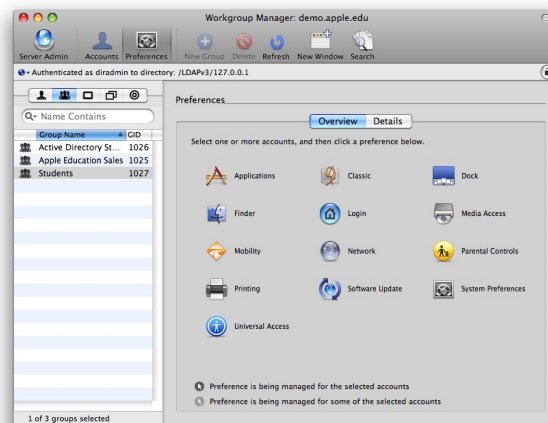 Workgroup Manager: demo.apple.edu
Server Admin Accounts Preferences New Group Delete Refresh New Window Search
Authenticated as diradmin to directory: /LDAPv3/127.0.0.1
Name Contains
Group Name GID
Active Directory St... 1026
Apple Education Sales 1025
Students 1027
1 of 3 groups selected
Preferences
Overview Details
Select one or more accounts, and then click a preference below.
Applications Classic Dock
Finder Login Media Access
Mobility Network Parental Controls
Printing Software Update System Preferences
Universal Access
Preference is being managed for the selected accounts
Preference is being managed for some of the selected accounts